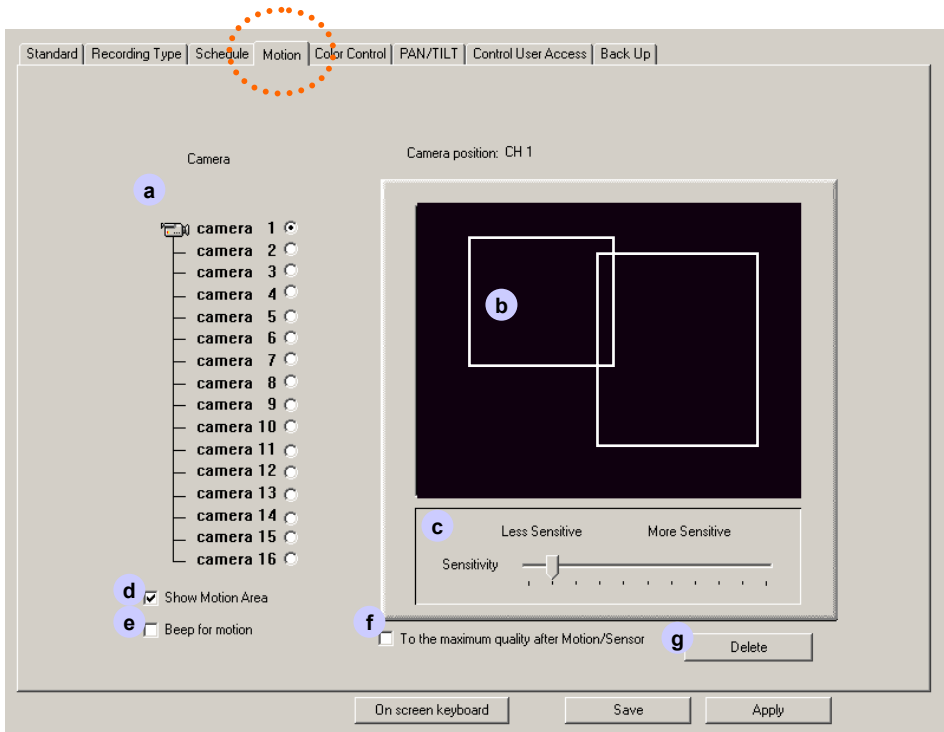 Standard Recording Type Schedule Motion Color Control PAN/TILT Control User Access Back Up
Camera
Camera position: CH 1
a
camera 1
camera 2
camera 3
camera 4
camera 5
camera 6
camera 7
camera 8
camera 9
camera 10
camera 11
camera 12
camera 13
camera 14
camera 15
camera 16
b
c
Less Sensitive More Sensitive
Sensitivity
d Show Motion Area
e Beep for motion
f To the maximum quality after Motion/Sensor
g Delete
On screen keyboard Save Apply